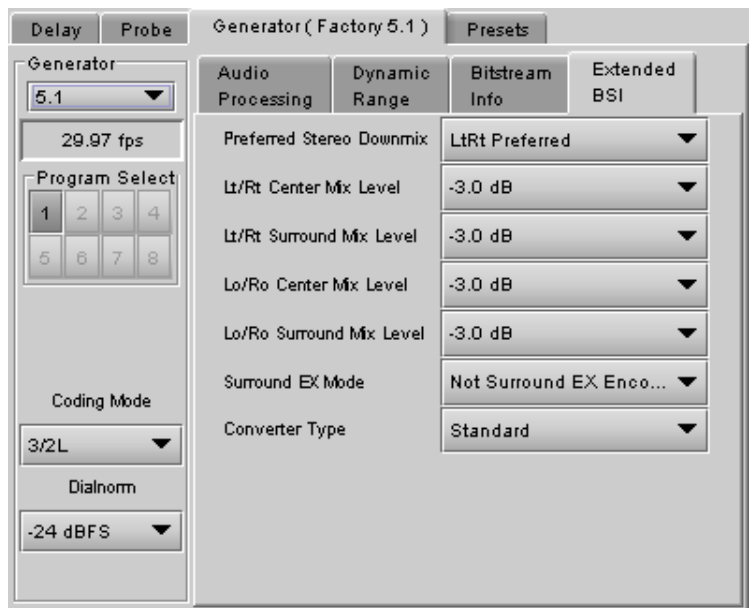 Delay
Probe
Generator ( Factory 5.1 )
Presets
Generator
5.1
29.97 fps
Program Select
1 2 3 4
5 6 7 8
Coding Mode
3/2L
Dialnorm
-24 dBFS
Audio
Processing
Dynamic
Range
Bitstream
Info
Extended
BSI
Preferred Stereo Downmix
LtRt Preferred
Lt/Rt Center Mix Level
-3.0 dB
Lt/Rt Surround Mix Level
-3.0 dB
Lo/Ro Center Mix Level
-3.0 dB
Lo/Ro Surround Mix Level
-3.0 dB
Surround EX Mode
Not Surround EX Enco...
Converter Type
Standard